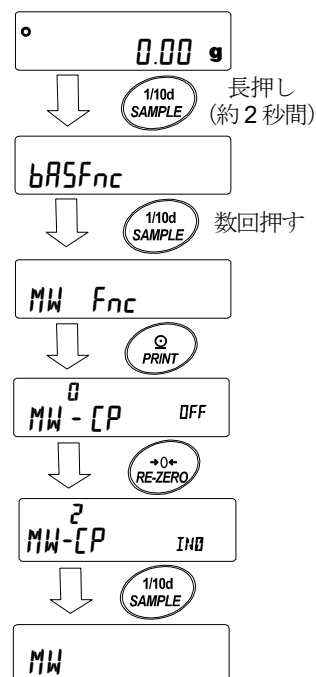 0.00 g
1/10d
SAMPLE
長押し
(約2秒間)
bASFnc
1/10d
SAMPLE
数回押す
MW Fnc
PRINT
0
MW-CP OFF
→0←
RE-ZERO
2
MW-CP
1/10d
SAMPLE
MW